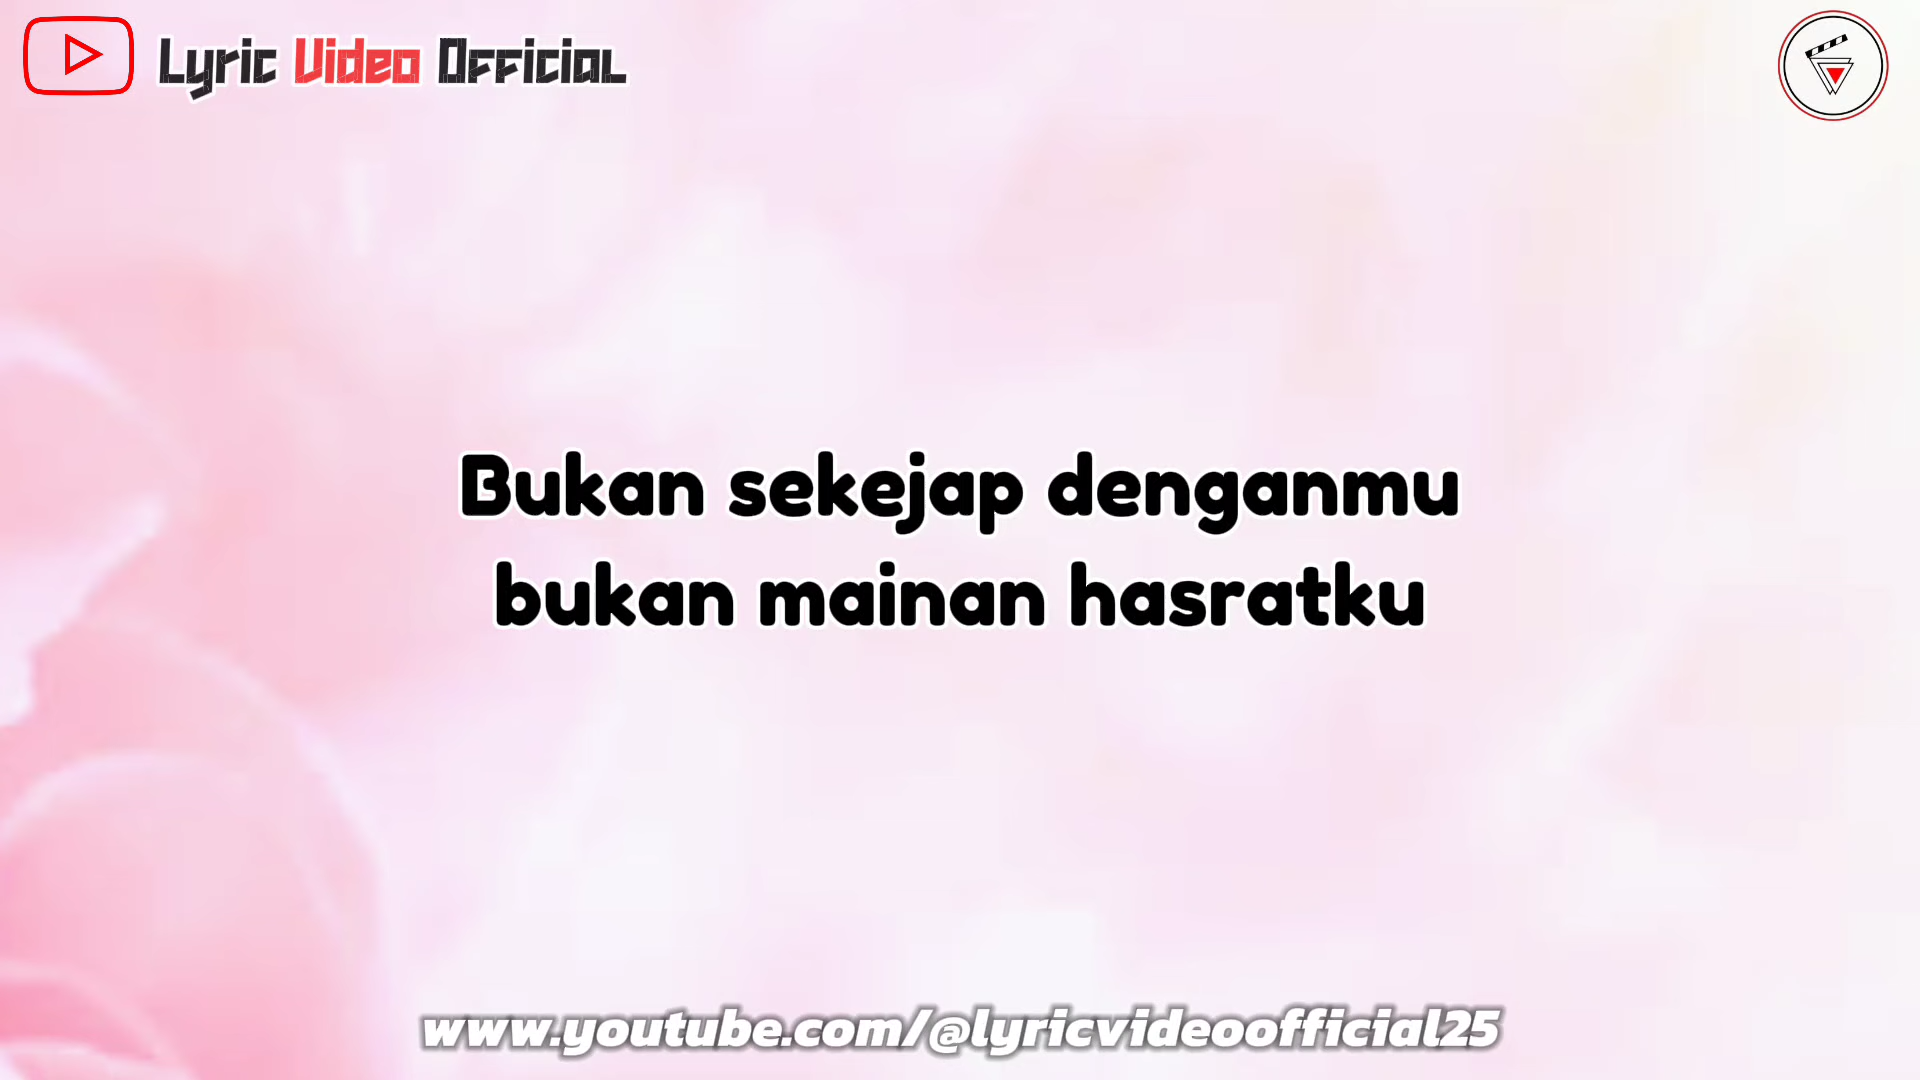 Lyric Video Official
Bukan sekejap denganmu
bukan mainan hasratku
www.youtube.com/@lyricvideoofficial25